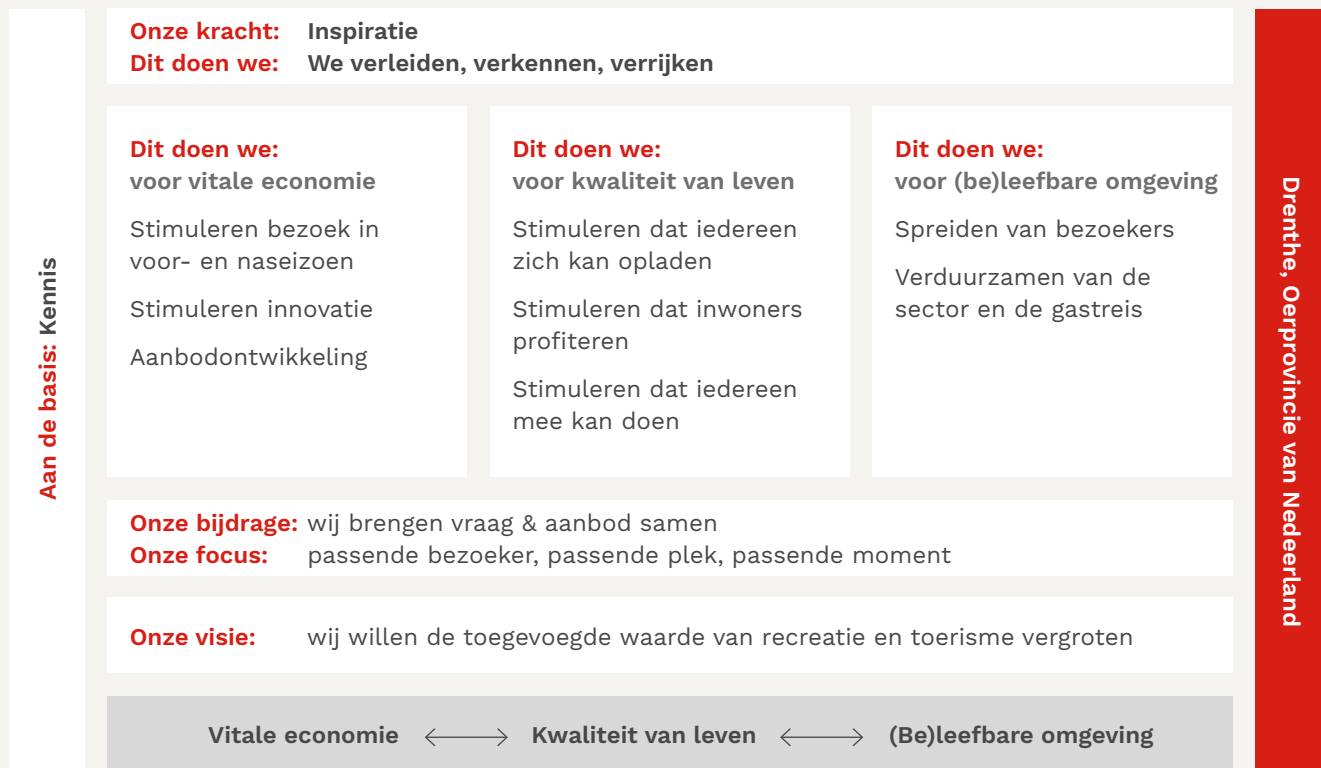 Aan de basis: Kennis
Onze kracht: Inspiratie
Dit doen we: We verleiden, verkennen, verrijken
Dit doen we:
voor vitale economie
Stimuleren bezoek in
voor- en naseizoen
Stimuleren innovatie
Aanbodontwikkeling
Dit doen we:
voor kwaliteit van leven
Stimuleren dat iedereen
zich kan opladen
Stimuleren dat inwoners
profiteren
Stimuleren dat iedereen
mee kan doen
Dit doen we:
voor (be)leefbare omgeving
Spreiden van bezoekers
Verduurzamen van de
sector en de gastreis
Onze bijdrage: wij brengen vraag & aanbod samen
Onze focus: passende bezoeker, passende plek, passende moment
Onze visie: wij willen de toegevoegde waarde van recreatie en toerisme vergroten
Vitale economie ⟷ Kwaliteit van leven ⟷ (Be)leefbare omgeving
Drenthe, Oerprovincie van Nedeerland